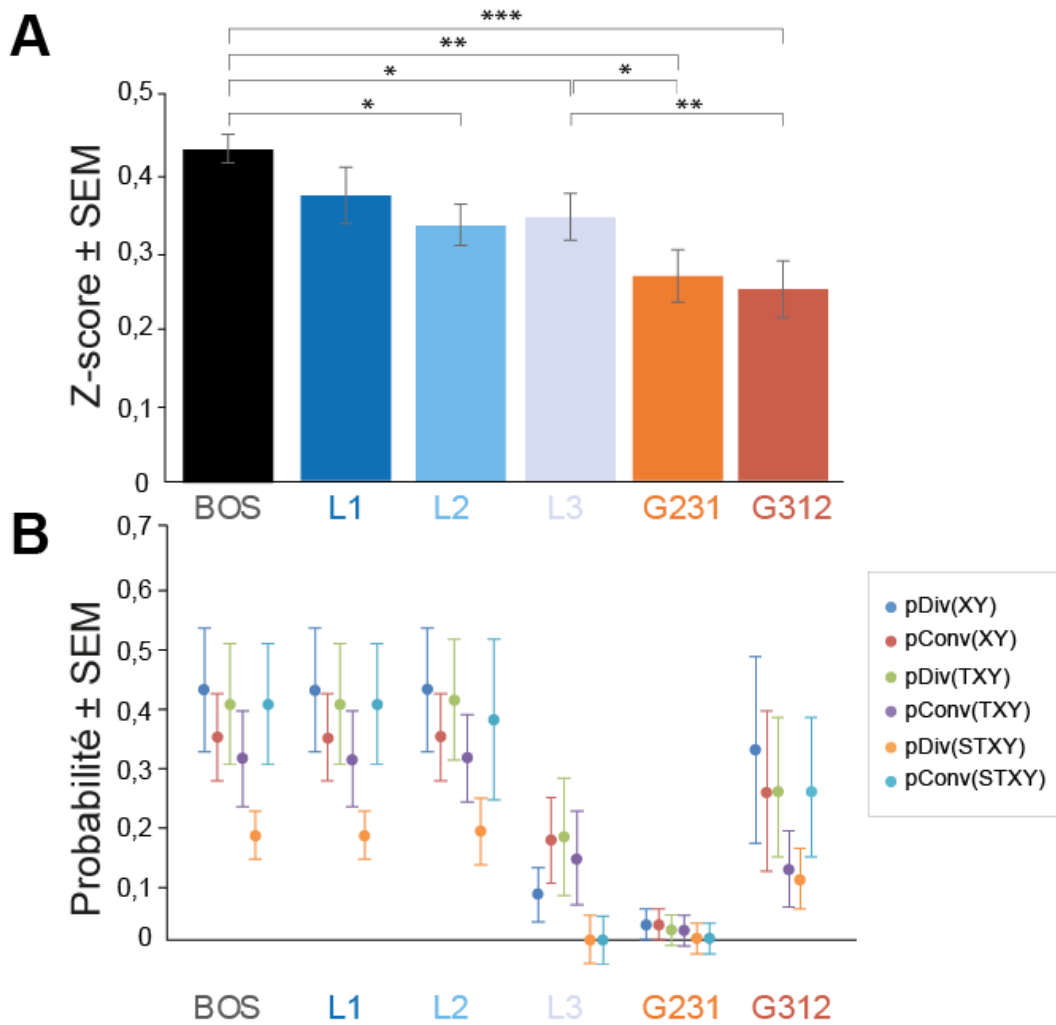 A
***
**
*
*
*
**
0,5
0,4
0,3
0,2
0,1
0
Z-score ± SEM
BOS L1 L2 L3 G231 G312
B
0,7
0,6
0,5
0,4
0,3
0,2
0,1
0
Probabilité ± SEM
BOS L1 L2 L3 G231 G312
pDiv(XY)
pConv(XY)
pDiv(TXY)
pConv(TXY)
pDiv(STXY)
pConv(STXY)